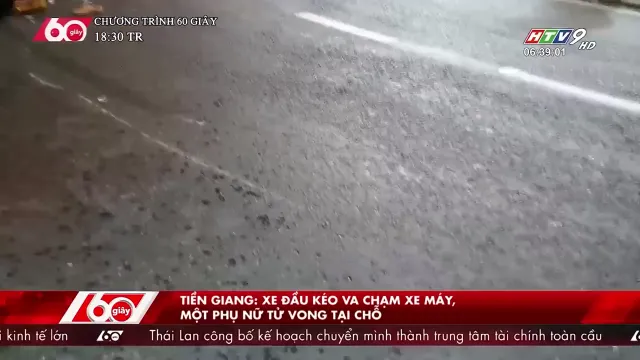 60 giây
CHƯƠNG TRÌNH 60 GIÂY
18:30 TR
HTV9 HD
06:39:01
60 giây
TIỀN GIANG: XE ĐẦU KÉO VA CHẠM XE MÁY,
MỘT PHỤ NỮ TỬ VONG TẠI CHỖ
i kinh tế lớn
60
Thái Lan công bố kế hoạch chuyển mình thành trung tâm tài chính toàn cầu